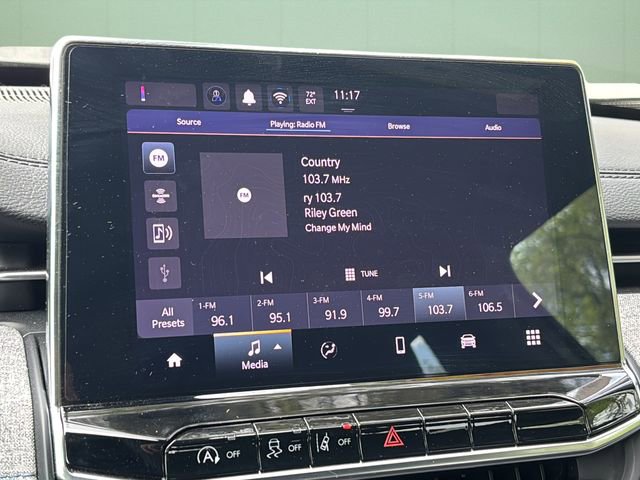 72° EXT 11:17
Source Playing: Radio FM Browse Audio
FM
Country
103.7 MHz
FM
ry 103.7
Riley Green
Change My Mind
TUNE
All Presets
1-FM 96.1
2-FM 95.1
3-FM 91.9
4-FM 99.7
5-FM 103.7
6-FM 106.5
Media
A OFF OFF OFF